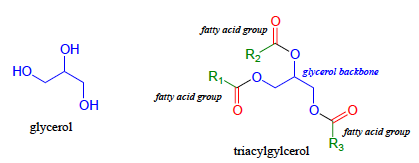 fatty acid group
O
OH
R2
O
HO
glycerol backbone
R1
O
OH
fatty acid group
O
O
O
glycerol
R3
fatty acid group
triacylgylcerol